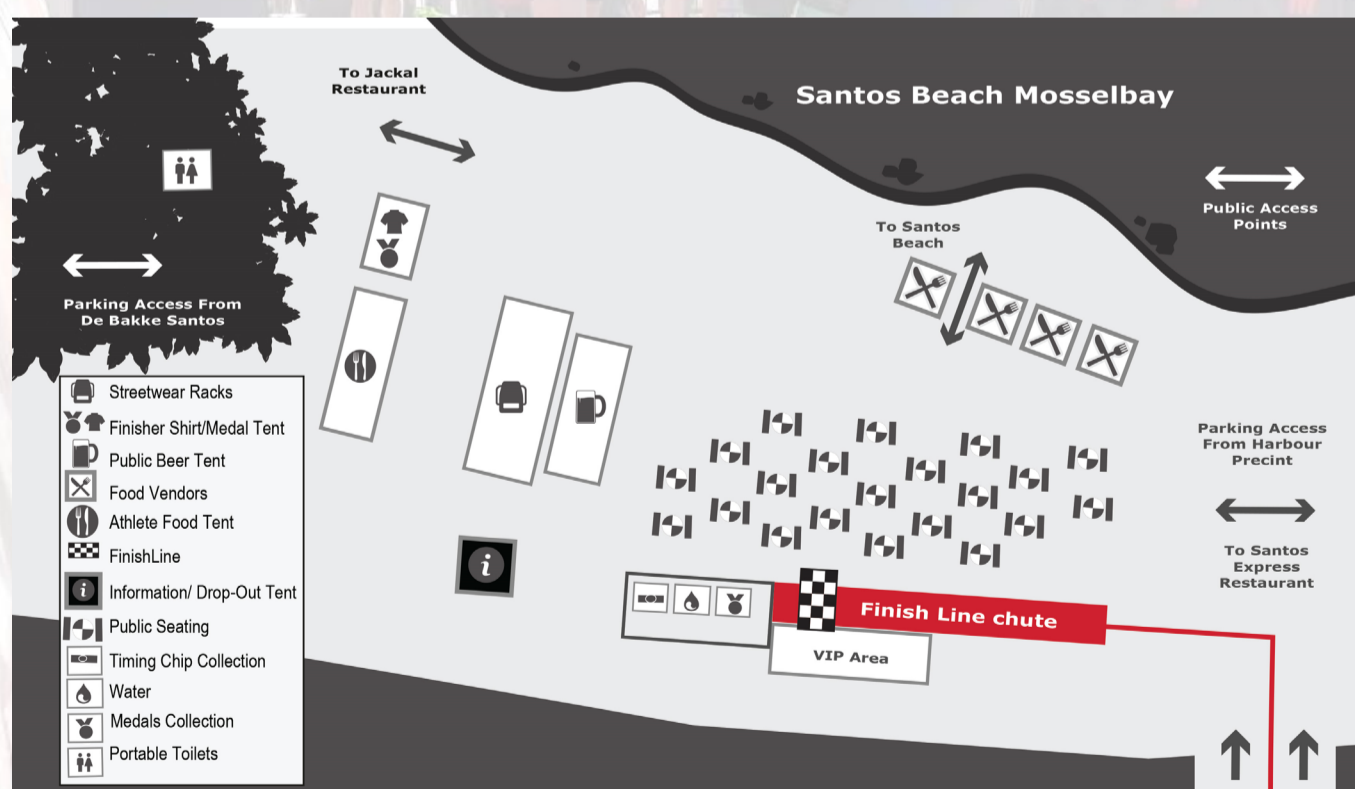 To Jackal
Restaurant
Santos Beach Mosselbay
Public Access
Points
To Santos
Beach
Parking Access From
De Bakke Santos
Streetwear Racks
Finisher Shirt/Medal Tent
Public Beer Tent
Food Vendors
Athlete Food Tent
FinishLine
Information/ Drop-Out Tent
Public Seating
Timing Chip Collection
Water
Medals Collection
Portable Toilets
i
i
Parking Access
From Harbour
Precint
To Santos
Express
Restaurant
Finish Line chute
VIP Area